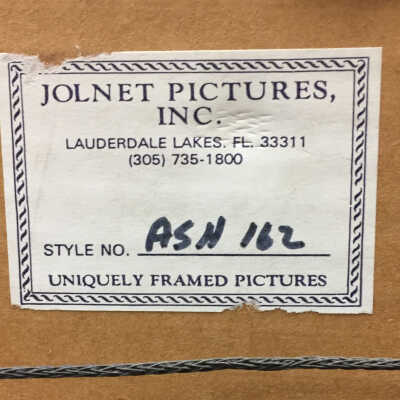 JOLNET PICTURES,
INC.
LAUDERDALE LAKES, FL. 33311
(305) 735-1800
STYLE NO. ASN 162
UNIQUELY FRAMED PICTURES